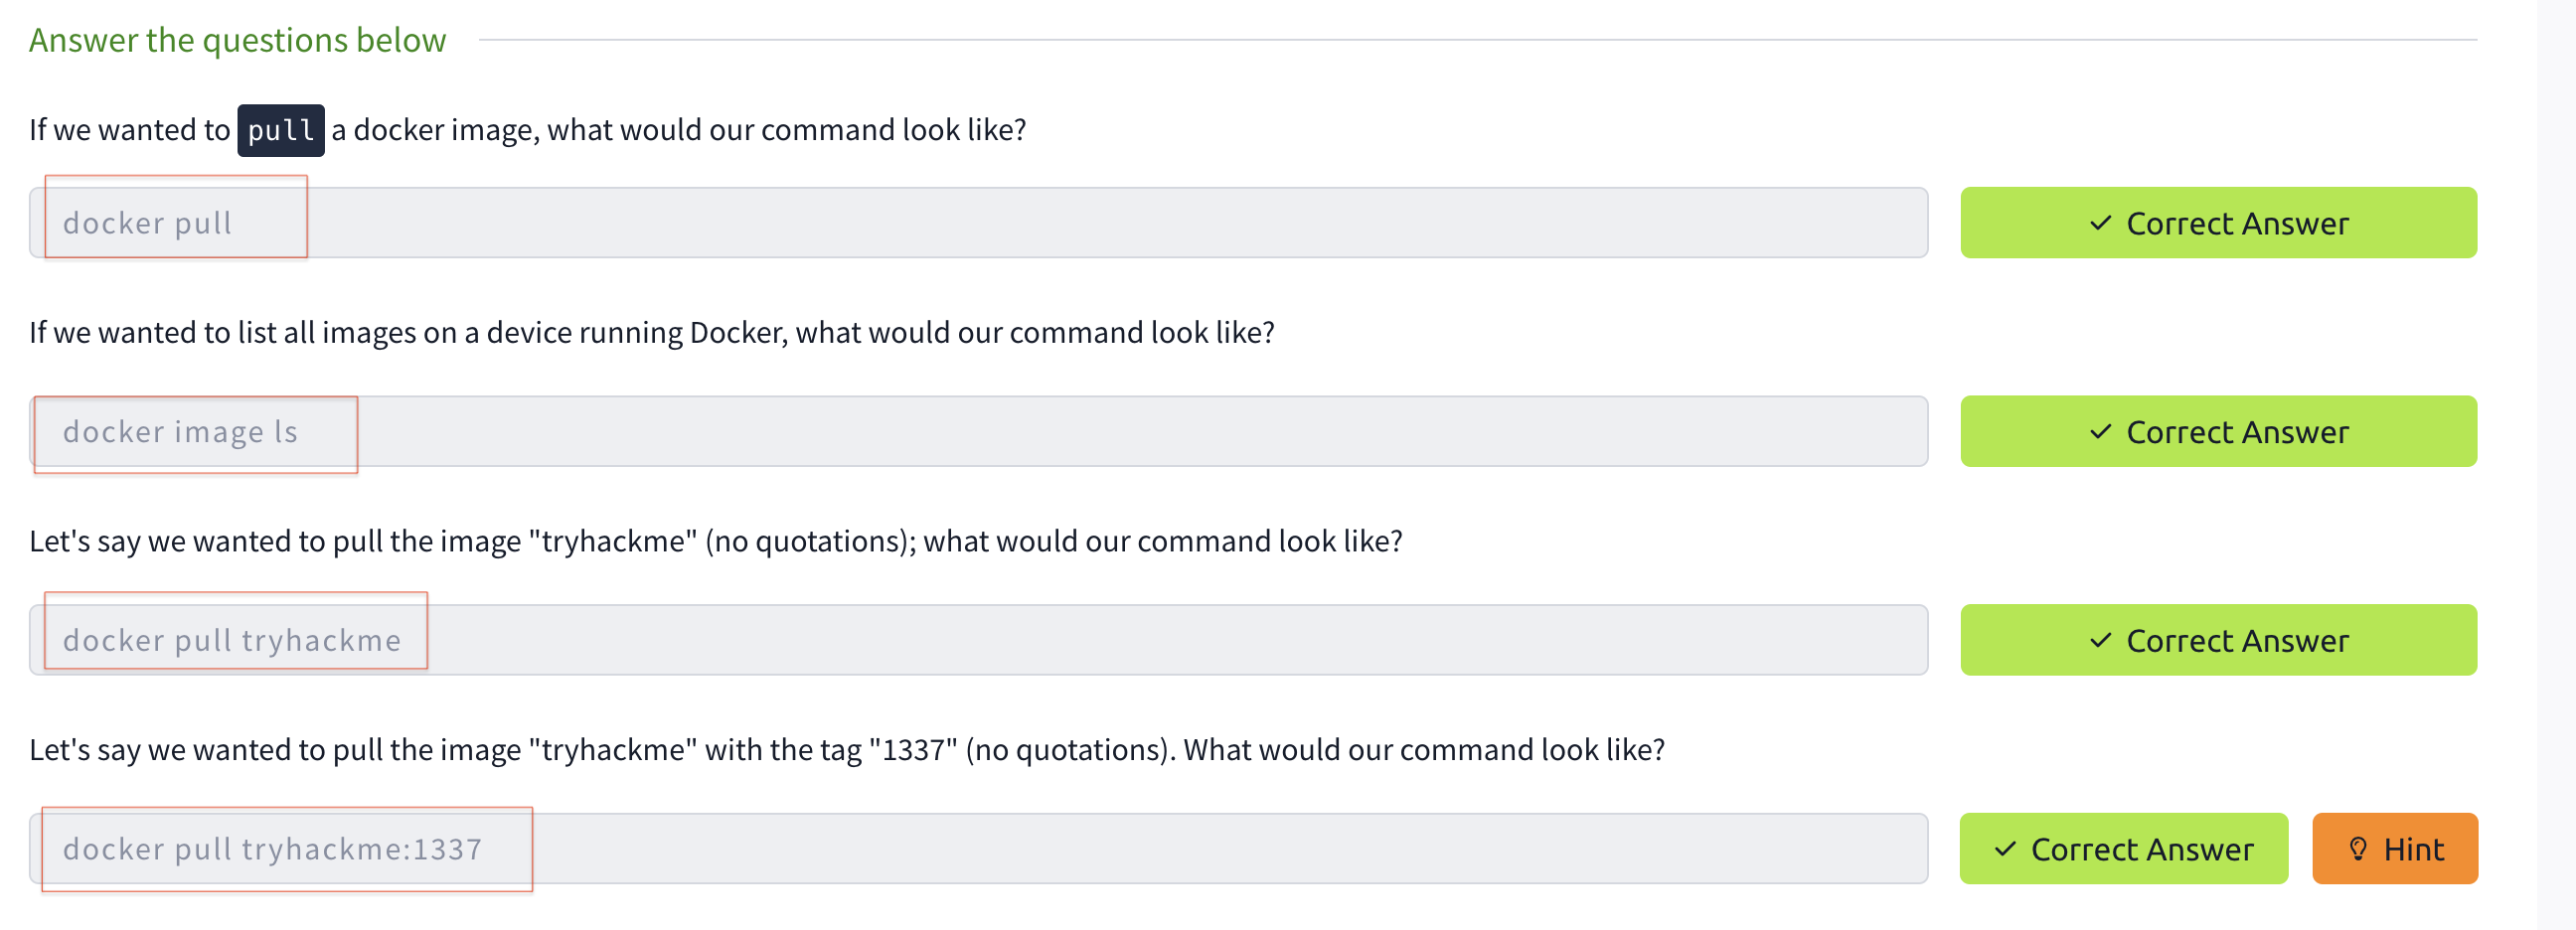 Answer the questions below
If we wanted to pull a docker image, what would our command look like?
docker pull
Correct Answer
If we wanted to list all images on a device running Docker, what would our command look like?
docker image ls
Correct Answer
Let's say we wanted to pull the image "tryhackme" (no quotations); what would our command look like?
docker pull tryhackme
Correct Answer
Let's say we wanted to pull the image "tryhackme" with the tag "1337" (no quotations). What would our command look like?
docker pull tryhackme:1337
Correct Answer
Hint